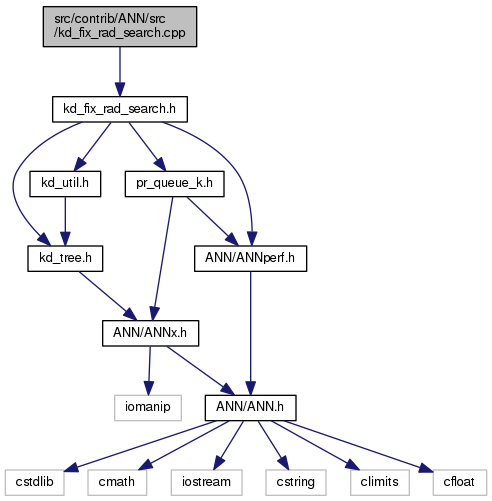 src/contrib/ANN/src
/kd_fix_rad_search.cpp
kd_fix_rad_search.h
kd_util.h
pr_queue_k.h
kd_tree.h
ANN/ANNperf.h
ANN/ANNx.h
iomanip
ANN/ANN.h
cstdlib
cmath
iostream
cstring
climits
cfloat